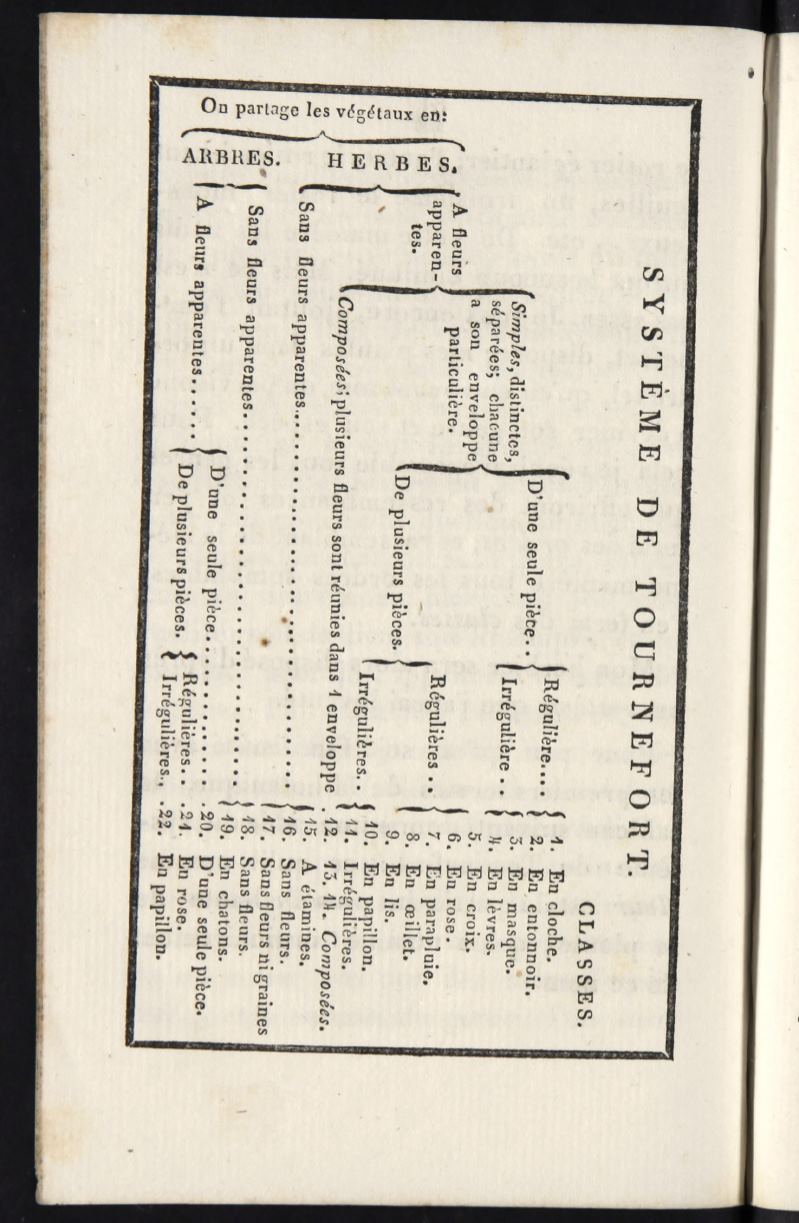 SYSTÈME DE TOURNEFORT.
CLASSES.
On partage les végétaux en:
HERBES.
A fleurs
apparen-
tes.
Simples, distinctes,
séparées; chacune
a son enveloppe
particulière.
D'une seule pièce..
Régulière....
1. En cloche.
2. En entonnoir.
Irrégulière..
3. En masque.
4. En lèvres.
De plusieurs pièces.
Régulières..
5. En croix.
6. En rose.
7. En parapluie.
8. En œillet.
9. En lis.
Irrégulières..
10. En papillon.
11. Irrégulières.
Composées; plusieurs fleurs sont réunies dans 1 enveloppe. 12. 13. 14. Composées.
Sans fleurs apparentes..................
15. A étamines.
16. Sans fleurs.
17. Sans fleurs ni graines
ARBRES.
Sans fleurs apparentes..................
18. Sans fleurs.
19. En chatons.
A fleurs apparentes......
D'une seule pièce........... 20. D'une seule pièce.
De plusieurs pièces.
Régulières... 21. En rose.
Irrégulières.. 22. En papillon.